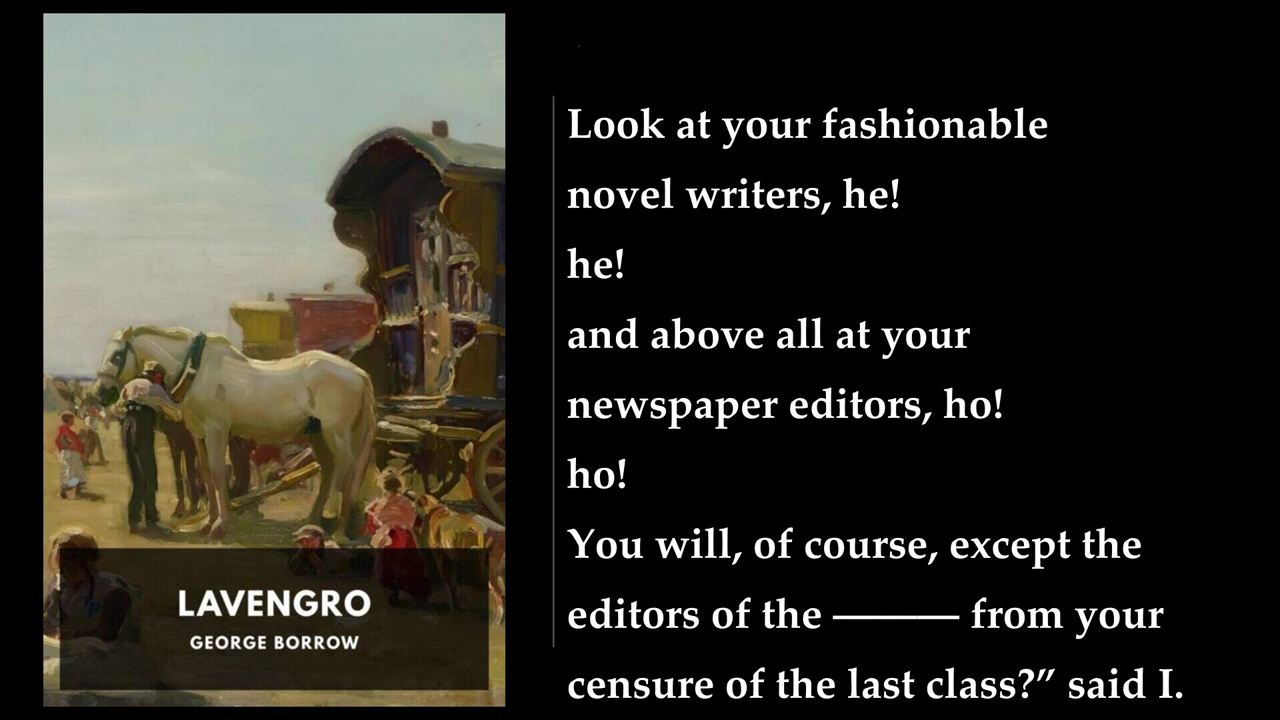 LAVENGRO
GEORGE BORROW
Look at your fashionable
novel writers, he!
he!
and above all at your
newspaper editors, ho!
ho!
You will, of course, except the
editors of the ——— from your
censure of the last class?” said I.